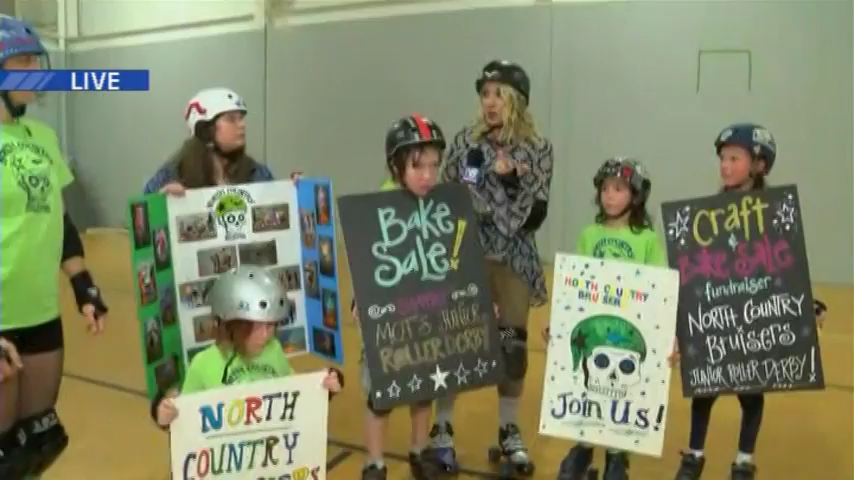 LIVE
Bake
Sale!
MOT'S JUNIOR
ROLLER DERBY
NORTH
COUNTRY
NORTH COUNTRY
BRUISERS
Join Us!
Craft
&
Bake Sale
fundraiser
North Country
Bruisers
Junior Roller Derby!